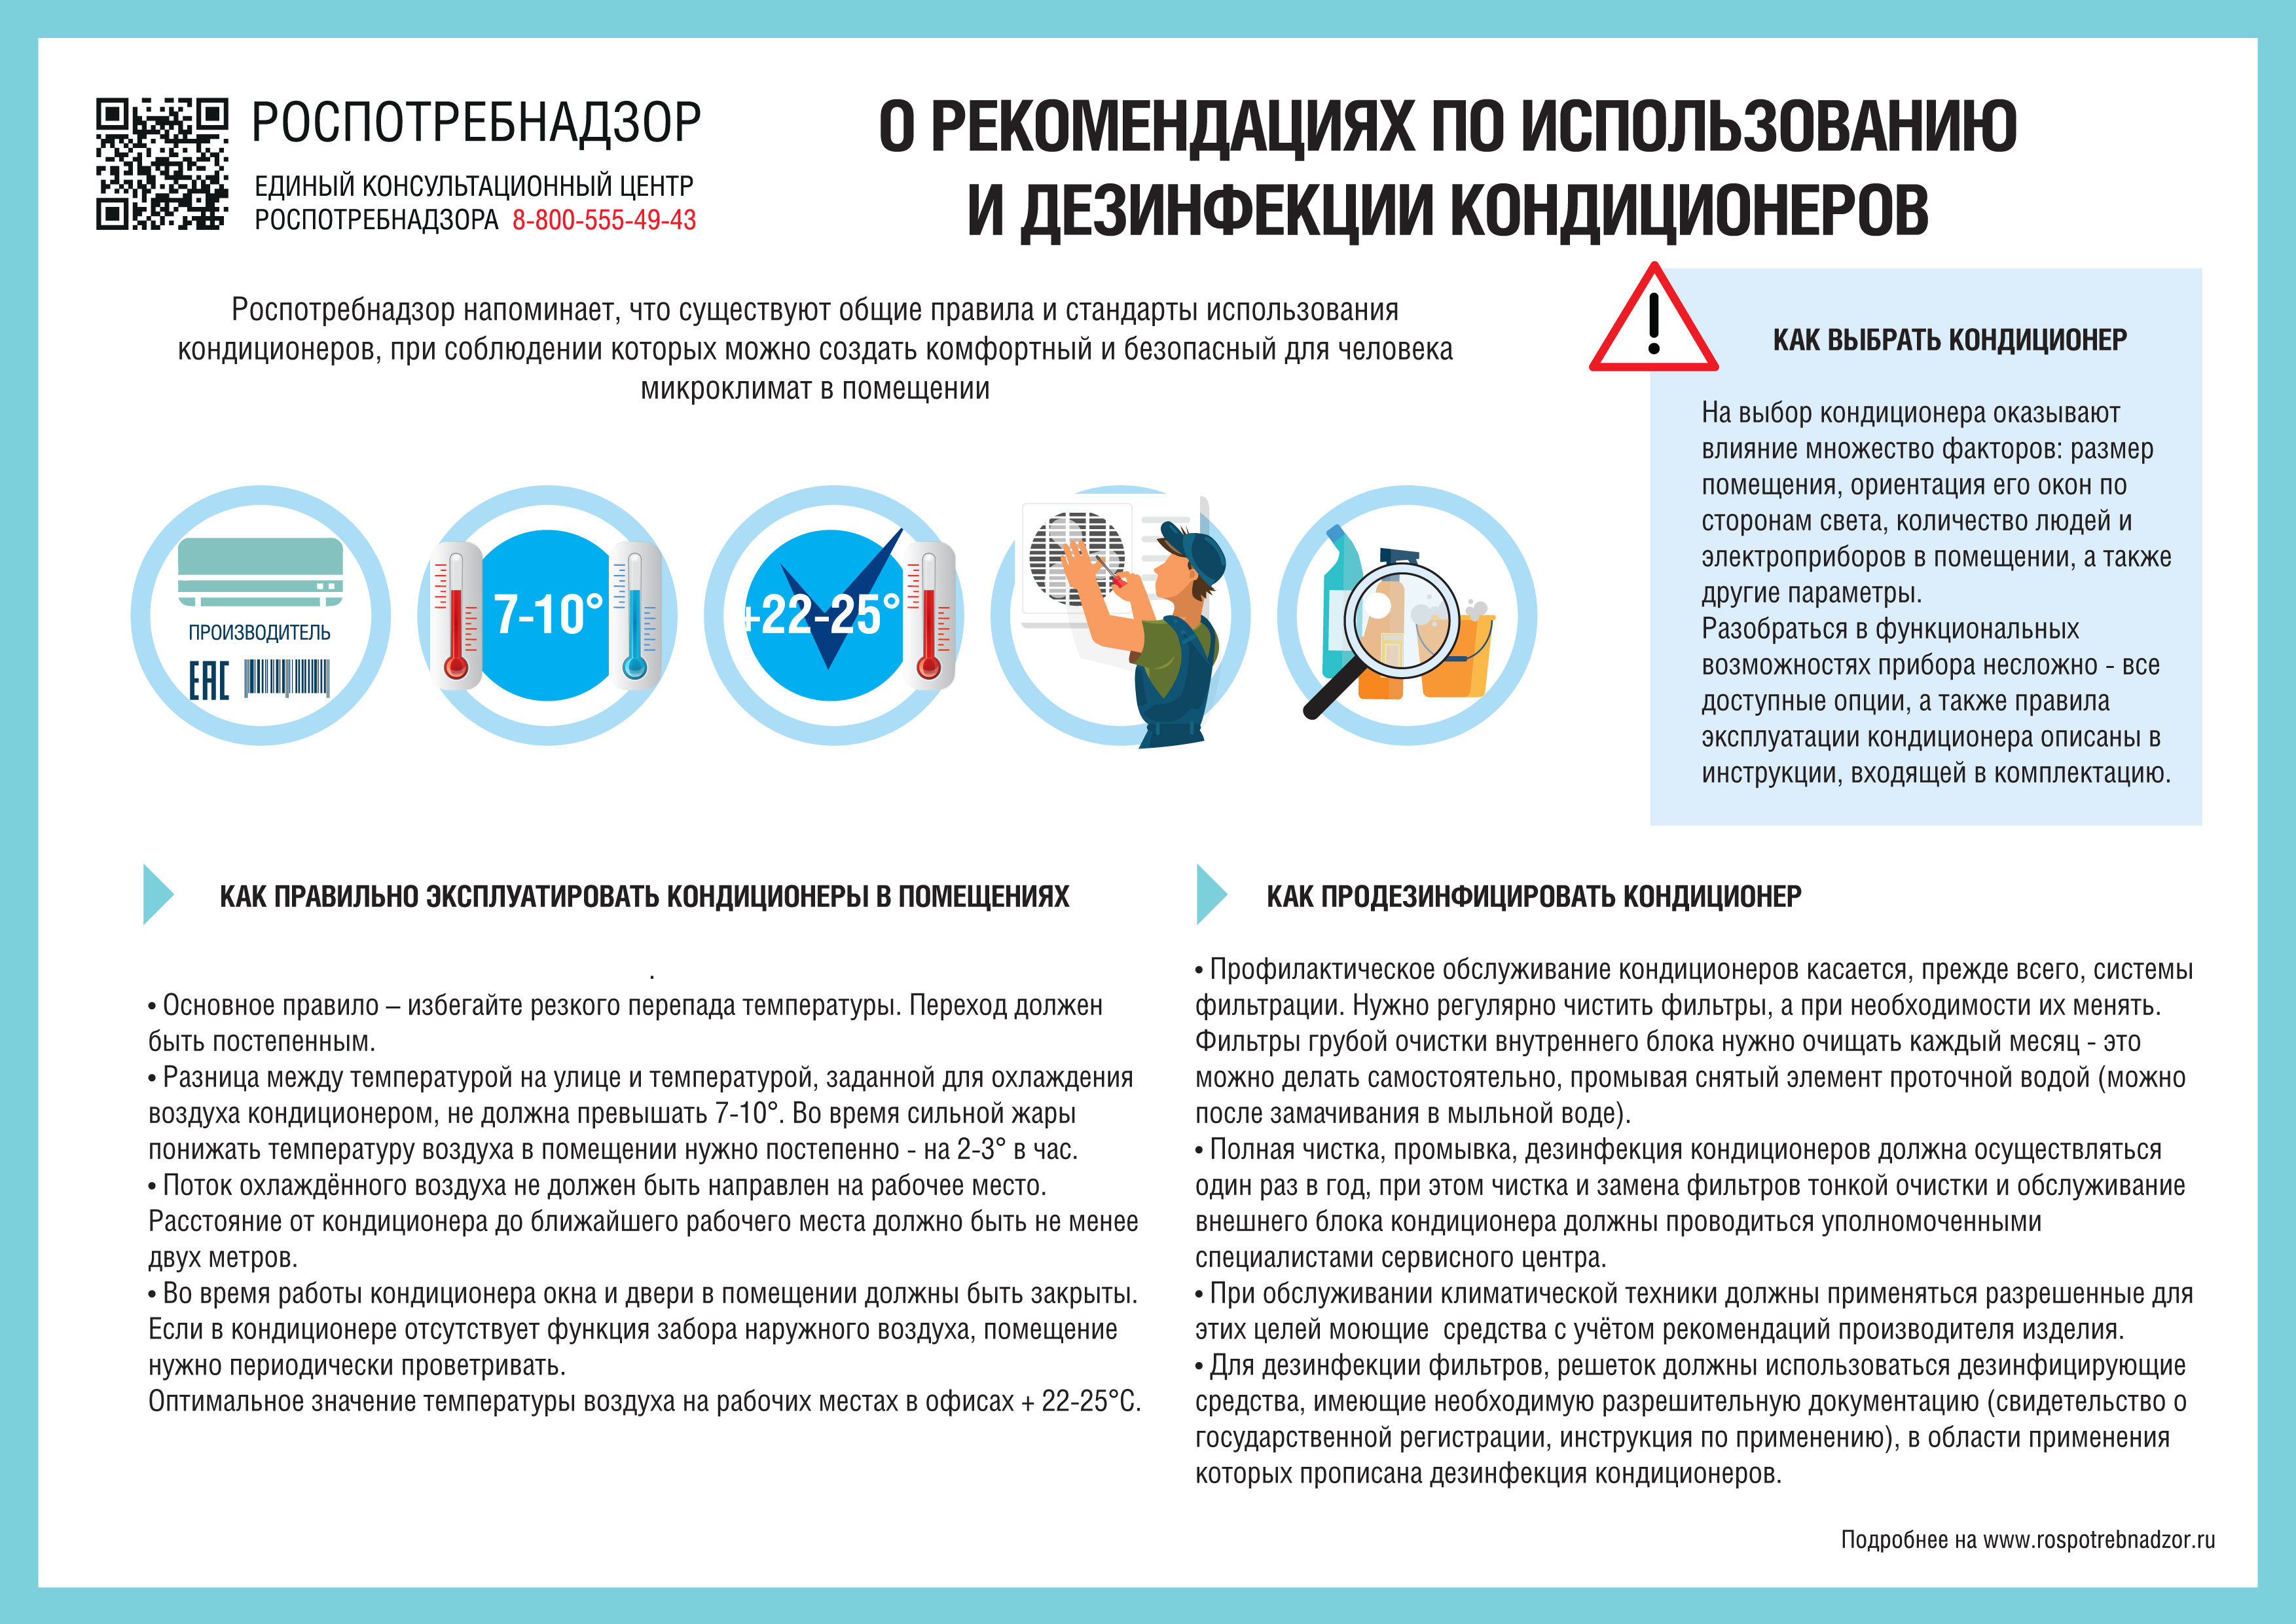 РОСПОТРЕБНАДЗОР
ЕДИНЫЙ КОНСУЛЬТАЦИОННЫЙ ЦЕНТР
РОСПОТРЕБНАДЗОРА 8-800-555-49-43
О РЕКОМЕНДАЦИЯХ ПО ИСПОЛЬЗОВАНИЮ
И ДЕЗИНФЕКЦИИ КОНДИЦИОНЕРОВ
Роспотребнадзор напоминает, что существуют общие правила и стандарты использования
кондиционеров, при соблюдении которых можно создать комфортный и безопасный для человека
микроклимат в помещении
ПРОИЗВОДИТЕЛЬ
ЕАС
7-10°
+22-25°
КАК ВЫБРАТЬ КОНДИЦИОНЕР
На выбор кондиционера оказывают
влияние множество факторов: размер
помещения, ориентация его окон по
сторонам света, количество людей и
электроприборов в помещении, а также
другие параметры.
Разобраться в функциональных
возможностях прибора несложно - все
доступные опции, а также правила
эксплуатации кондиционера описаны в
инструкции, входящей в комплектацию.
КАК ПРАВИЛЬНО ЭКСПЛУАТИРОВАТЬ КОНДИЦИОНЕРЫ В ПОМЕЩЕНИЯХ
.
• Основное правило – избегайте резкого перепада температуры. Переход должен
быть постепенным.
• Разница между температурой на улице и температурой, заданной для охлаждения
воздуха кондиционером, не должна превышать 7-10°. Во время сильной жары
понижать температуру воздуха в помещении нужно постепенно - на 2-3° в час.
• Поток охлаждённого воздуха не должен быть направлен на рабочее место.
Расстояние от кондиционера до ближайшего рабочего места должно быть не менее
двух метров.
• Во время работы кондиционера окна и двери в помещении должны быть закрыты.
Если в кондиционере отсутствует функция забора наружного воздуха, помещение
нужно периодически проветривать.
Оптимальное значение температуры воздуха на рабочих местах в офисах + 22-25°С.
КАК ПРОДЕЗИНФИЦИРОВАТЬ КОНДИЦИОНЕР
• Профилактическое обслуживание кондиционеров касается, прежде всего, системы
фильтрации. Нужно регулярно чистить фильтры, а при необходимости их менять.
Фильтры грубой очистки внутреннего блока нужно очищать каждый месяц - это
можно делать самостоятельно, промывая снятый элемент проточной водой (можно
после замачивания в мыльной воде).
• Полная чистка, промывка, дезинфекция кондиционеров должна осуществляться
один раз в год, при этом чистка и замена фильтров тонкой очистки и обслуживание
внешнего блока кондиционера должны проводиться уполномоченными
специалистами сервисного центра.
• При обслуживании климатической техники должны применяться разрешенные для
этих целей моющие  средства с учётом рекомендаций производителя изделия.
• Для дезинфекции фильтров, решеток должны использоваться дезинфицирующие
средства, имеющие необходимую разрешительную документацию (свидетельство о
государственной регистрации, инструкция по применению), в области применения
которых прописана дезинфекция кондиционеров.
Подробнее на www.rospotrebnadzor.ru